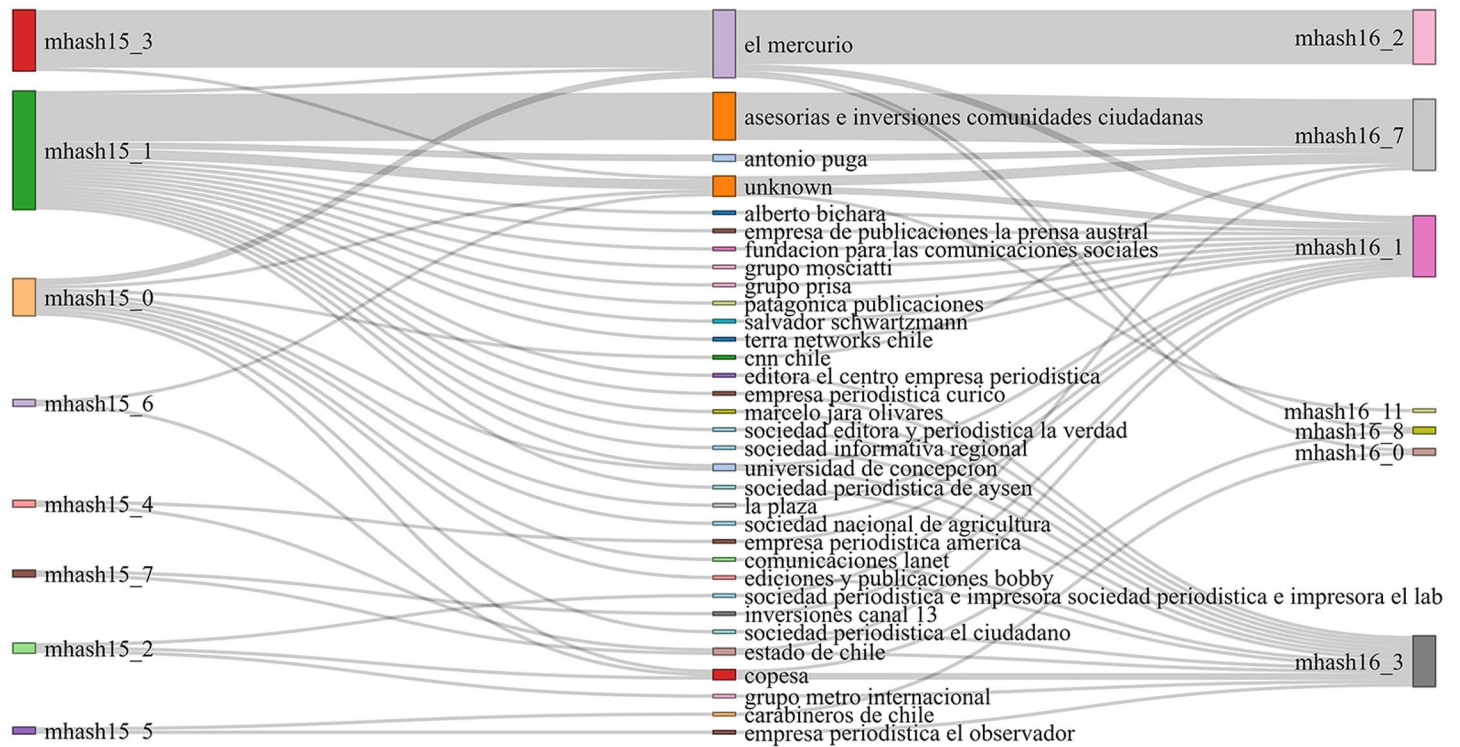 mhash15_3
mhash15_1
mhash15_0
mhash15_6
mhash15_4
mhash15_7
mhash15_2
mhash15_5
el mercurio
asesorias e inversiones comunidades ciudadanas
antonio puga
unknown
alberto bichara
empresa de publicaciones la prensa austral
fundacion para las comunicaciones sociales
grupo mosciatti
grupo prisa
patagonica publicaciones
salvador schwartzmann
terra networks chile
cnn chile
editora el centro empresa periodistica
empresa periodistica curico
marcelo jara olivares
sociedad editora y periodistica la verdad
sociedad informativa regional
universidad de concepcion
sociedad periodistica de aysen
la plaza
sociedad nacional de agricultura
empresa periodistica america
comunicaciones lanet
ediciones y publicaciones bobby
sociedad periodistica e impresora sociedad periodistica e impresora el lab
inversiones canal 13
sociedad periodistica el ciudadano
estado de chile
copesa
grupo metro internacional
carabineros de chile
empresa periodistica el observador
mhash16_2
mhash16_7
mhash16_1
mhash16_11
mhash16_8
mhash16_0
mhash16_3